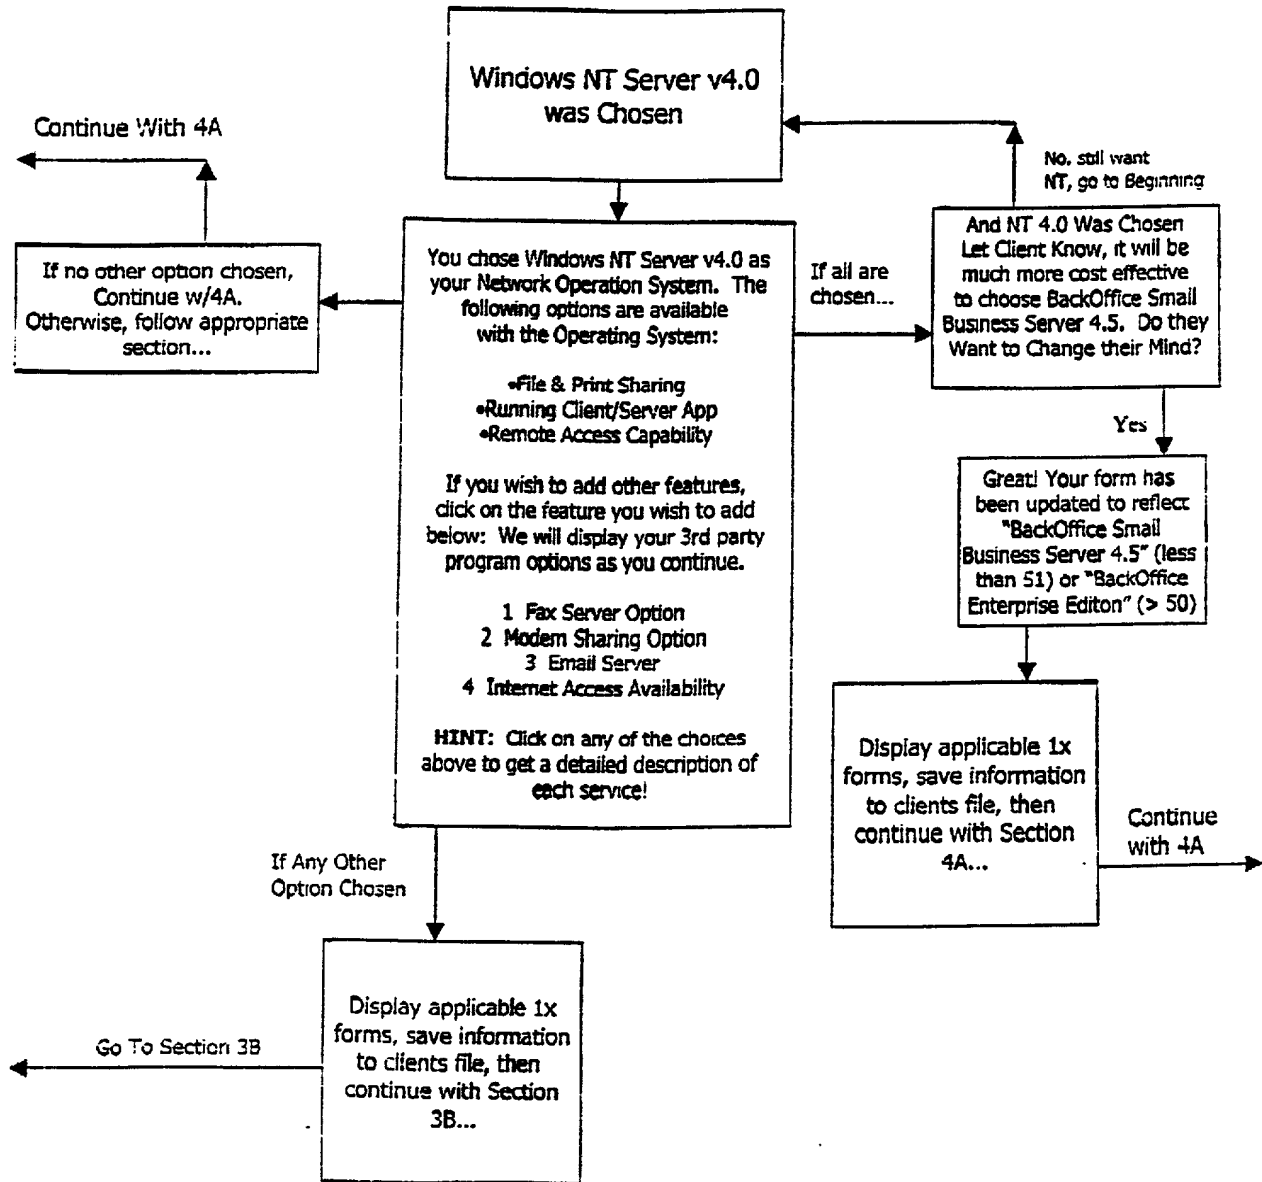 Windows NT Server v4.0
was Chosen
Continue With 4A
No, still want
NT, go to Beginning
If no other option chosen,
Continue w/4A.
Otherwise, follow appropriate
section...
You chose Windows NT Server v4.0 as
your Network Operation System. The
following options are available
with the Operating System:
•File & Print Sharing
•Running Client/Server App
•Remote Access Capability
If you wish to add other features,
click on the feature you wish to add
below: We will display your 3rd party
program options as you continue.
1 Fax Server Option
2 Modem Sharing Option
3 Email Server
4 Internet Access Availability
HINT: Click on any of the choices
above to get a detailed description of
each service!
If all are
chosen...
And NT 4.0 Was Chosen
Let Client Know, it will be
much more cost effective
to choose BackOffice Small
Business Server 4.5. Do they
Want to Change their Mind?
Yes
Great! Your form has
been updated to reflect
"BackOffice Small
Business Server 4.5" (less
than 51) or "BackOffice
Enterprise Editon" (> 50)
Display applicable 1x
forms, save information
to clients file, then
continue with Section
4A...
Continue
with 4A
If Any Other
Option Chosen
Display applicable 1x
forms, save information
to clients file, then
continue with Section
3B...
Go To Section 3B